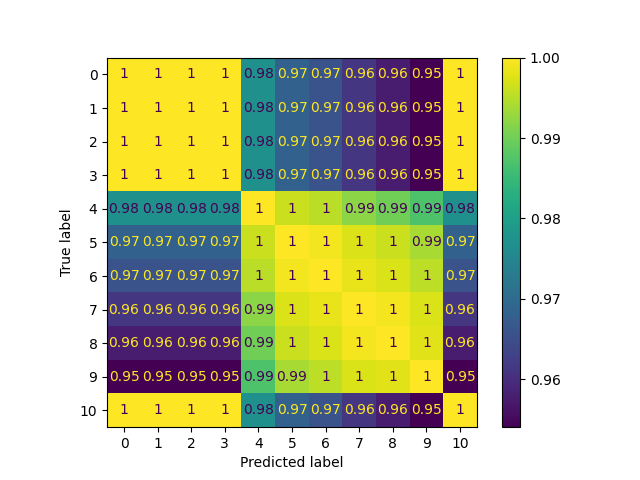 0 1 1 1 1 0.98 0.97 0.97 0.96 0.96 0.95 1 1.00
1 1 1 1 1 0.98 0.97 0.97 0.96 0.96 0.95 1
2 1 1 1 1 0.98 0.97 0.97 0.96 0.96 0.95 1 0.99
3 1 1 1 1 0.98 0.97 0.97 0.96 0.96 0.95 1
4 0.98 0.98 0.98 0.98 1 1 1 0.99 0.99 0.99 0.98 0.98
True label
5 0.97 0.97 0.97 0.97 1 1 1 1 1 0.99 0.97
6 0.97 0.97 0.97 0.97 1 1 1 1 1 1 0.97 0.97
7 0.96 0.96 0.96 0.96 0.99 1 1 1 1 1 0.96
8 0.96 0.96 0.96 0.96 0.99 1 1 1 1 1 0.96 0.96
9 0.95 0.95 0.95 0.95 0.99 0.99 1 1 1 1 0.95
10 1 1 1 1 0.98 0.97 0.97 0.96 0.96 0.95 1
0 1 2 3 4 5 6 7 8 9 10
Predicted label